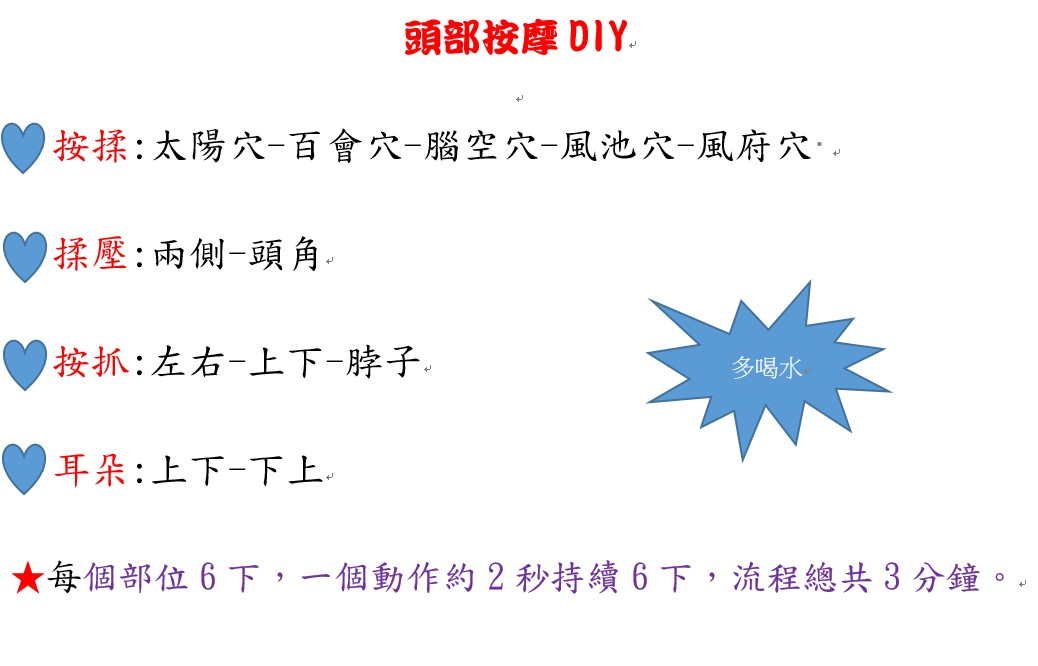 頭部按摩DIY
按揉:太陽穴-百會穴-腦空穴-風池穴-風府穴
揉壓:兩側-頭角
按抓:左右-上下-脖子
多喝水
耳朵:上下-下上
★每個部位6下，一個動作約2秒持續6下，流程總共3分鐘。